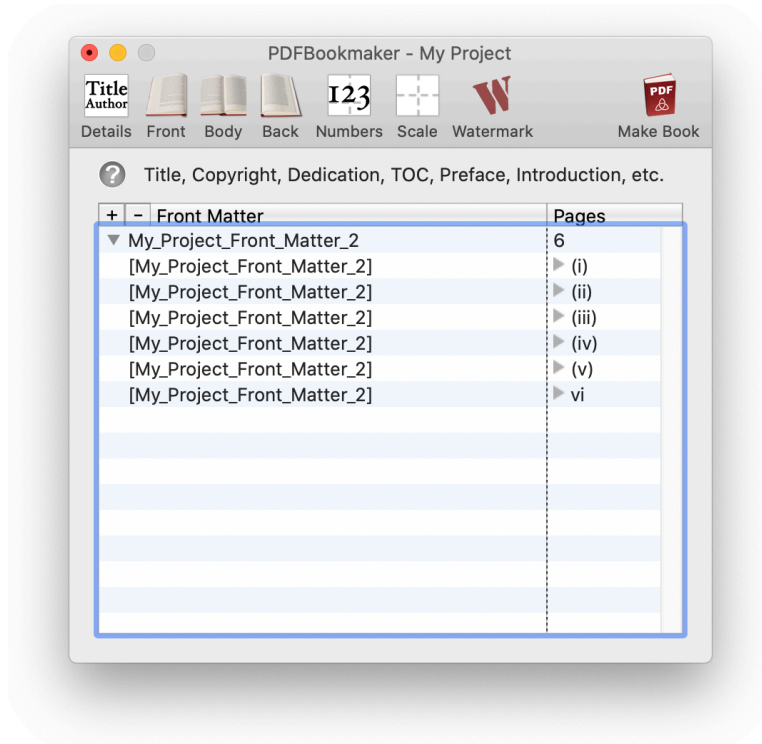 PDFBookmaker - My Project
Title
Author
123
W
PDF
Details Front Body Back Numbers Scale Watermark Make Book
? Title, Copyright, Dedication, TOC, Preface, Introduction, etc.
+ - Front Matter Pages
My_Project_Front_Matter_2 6
[My_Project_Front_Matter_2] (i)
[My_Project_Front_Matter_2] (ii)
[My_Project_Front_Matter_2] (iii)
[My_Project_Front_Matter_2] (iv)
[My_Project_Front_Matter_2] (v)
[My_Project_Front_Matter_2] vi